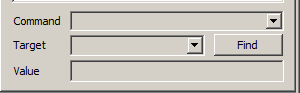 Command
Target Find
Value